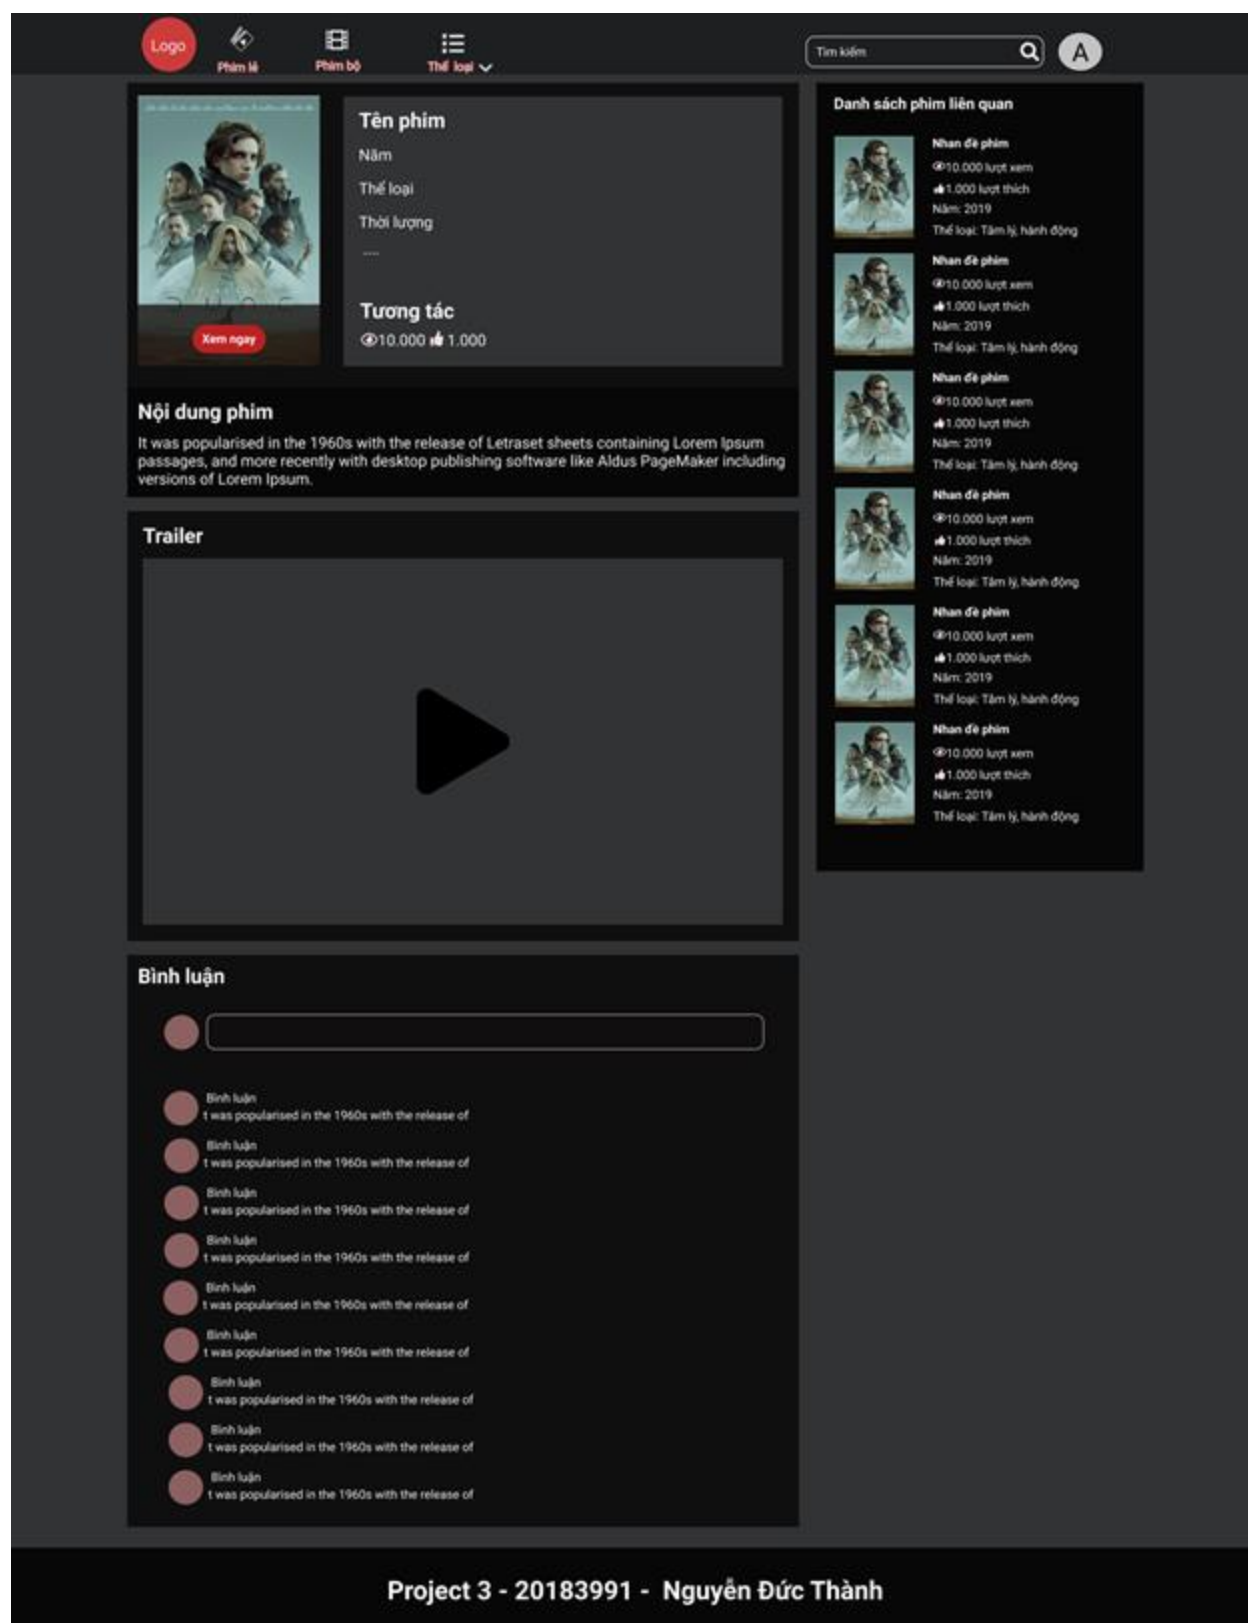 Logo
Phim lẻ
Phim bộ
Thể loại
Tìm kiếm
A
Tên phim
Năm
Thể loại
Thời lượng
....
Tương tác
10.000 1.000
Xem ngay
Nội dung phim
It was popularised in the 1960s with the release of Letraset sheets containing Lorem Ipsum
passages, and more recently with desktop publishing software like Aldus PageMaker including
versions of Lorem Ipsum.
Trailer
Bình luận
Bình luận
t was popularised in the 1960s with the release of
Bình luận
t was popularised in the 1960s with the release of
Bình luận
t was popularised in the 1960s with the release of
Bình luận
t was popularised in the 1960s with the release of
Bình luận
t was popularised in the 1960s with the release of
Bình luận
t was popularised in the 1960s with the release of
Bình luận
t was popularised in the 1960s with the release of
Bình luận
t was popularised in the 1960s with the release of
Bình luận
t was popularised in the 1960s with the release of
Danh sách phim liên quan
Nhan đề phim
10.000 lượt xem
1.000 lượt thích
Năm: 2019
Thể loại: Tâm lý, hành động
Nhan đề phim
10.000 lượt xem
1.000 lượt thích
Năm: 2019
Thể loại: Tâm lý, hành động
Nhan đề phim
10.000 lượt xem
1.000 lượt thích
Năm: 2019
Thể loại: Tâm lý, hành động
Nhan đề phim
10.000 lượt xem
1.000 lượt thích
Năm: 2019
Thể loại: Tâm lý, hành động
Nhan đề phim
10.000 lượt xem
1.000 lượt thích
Năm: 2019
Thể loại: Tâm lý, hành động
Nhan đề phim
10.000 lượt xem
1.000 lượt thích
Năm: 2019
Thể loại: Tâm lý, hành động
Project 3 - 20183991 - Nguyễn Đức Thành